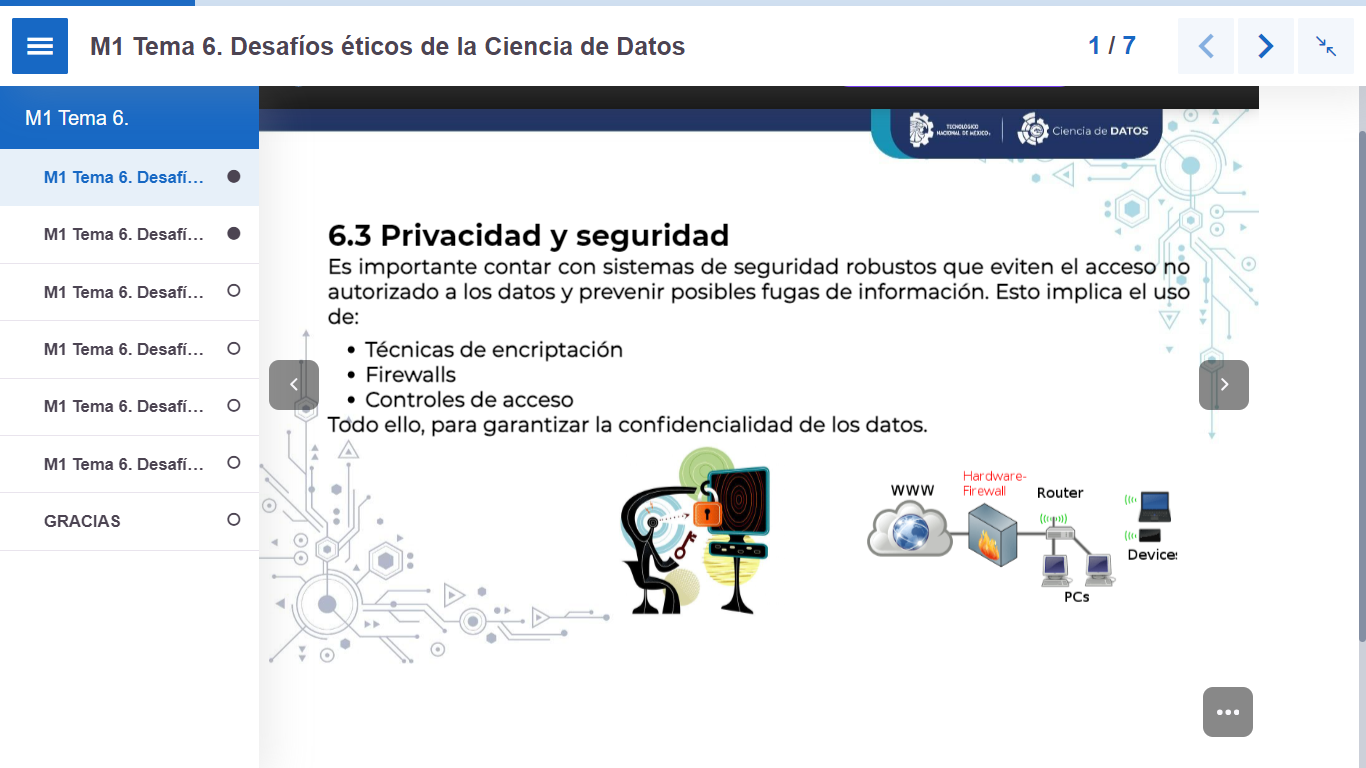 M1 Tema 6. Desafíos éticos de la Ciencia de Datos
1 / 7
M1 Tema 6.
M1 Tema 6. Desafí...
M1 Tema 6. Desafí...
M1 Tema 6. Desafí...
M1 Tema 6. Desafí...
M1 Tema 6. Desafí...
M1 Tema 6. Desafí...
GRACIAS
TECNOLÓGICO
NACIONAL DE MÉXICO
Ciencia de DATOS
6.3 Privacidad y seguridad
Es importante contar con sistemas de seguridad robustos que eviten el acceso no
autorizado a los datos y prevenir posibles fugas de información. Esto implica el uso
de:
• Técnicas de encriptación
• Firewalls
• Controles de acceso
Todo ello, para garantizar la confidencialidad de los datos.
WWW
Hardware-
Firewall
Router
Devices
PCs